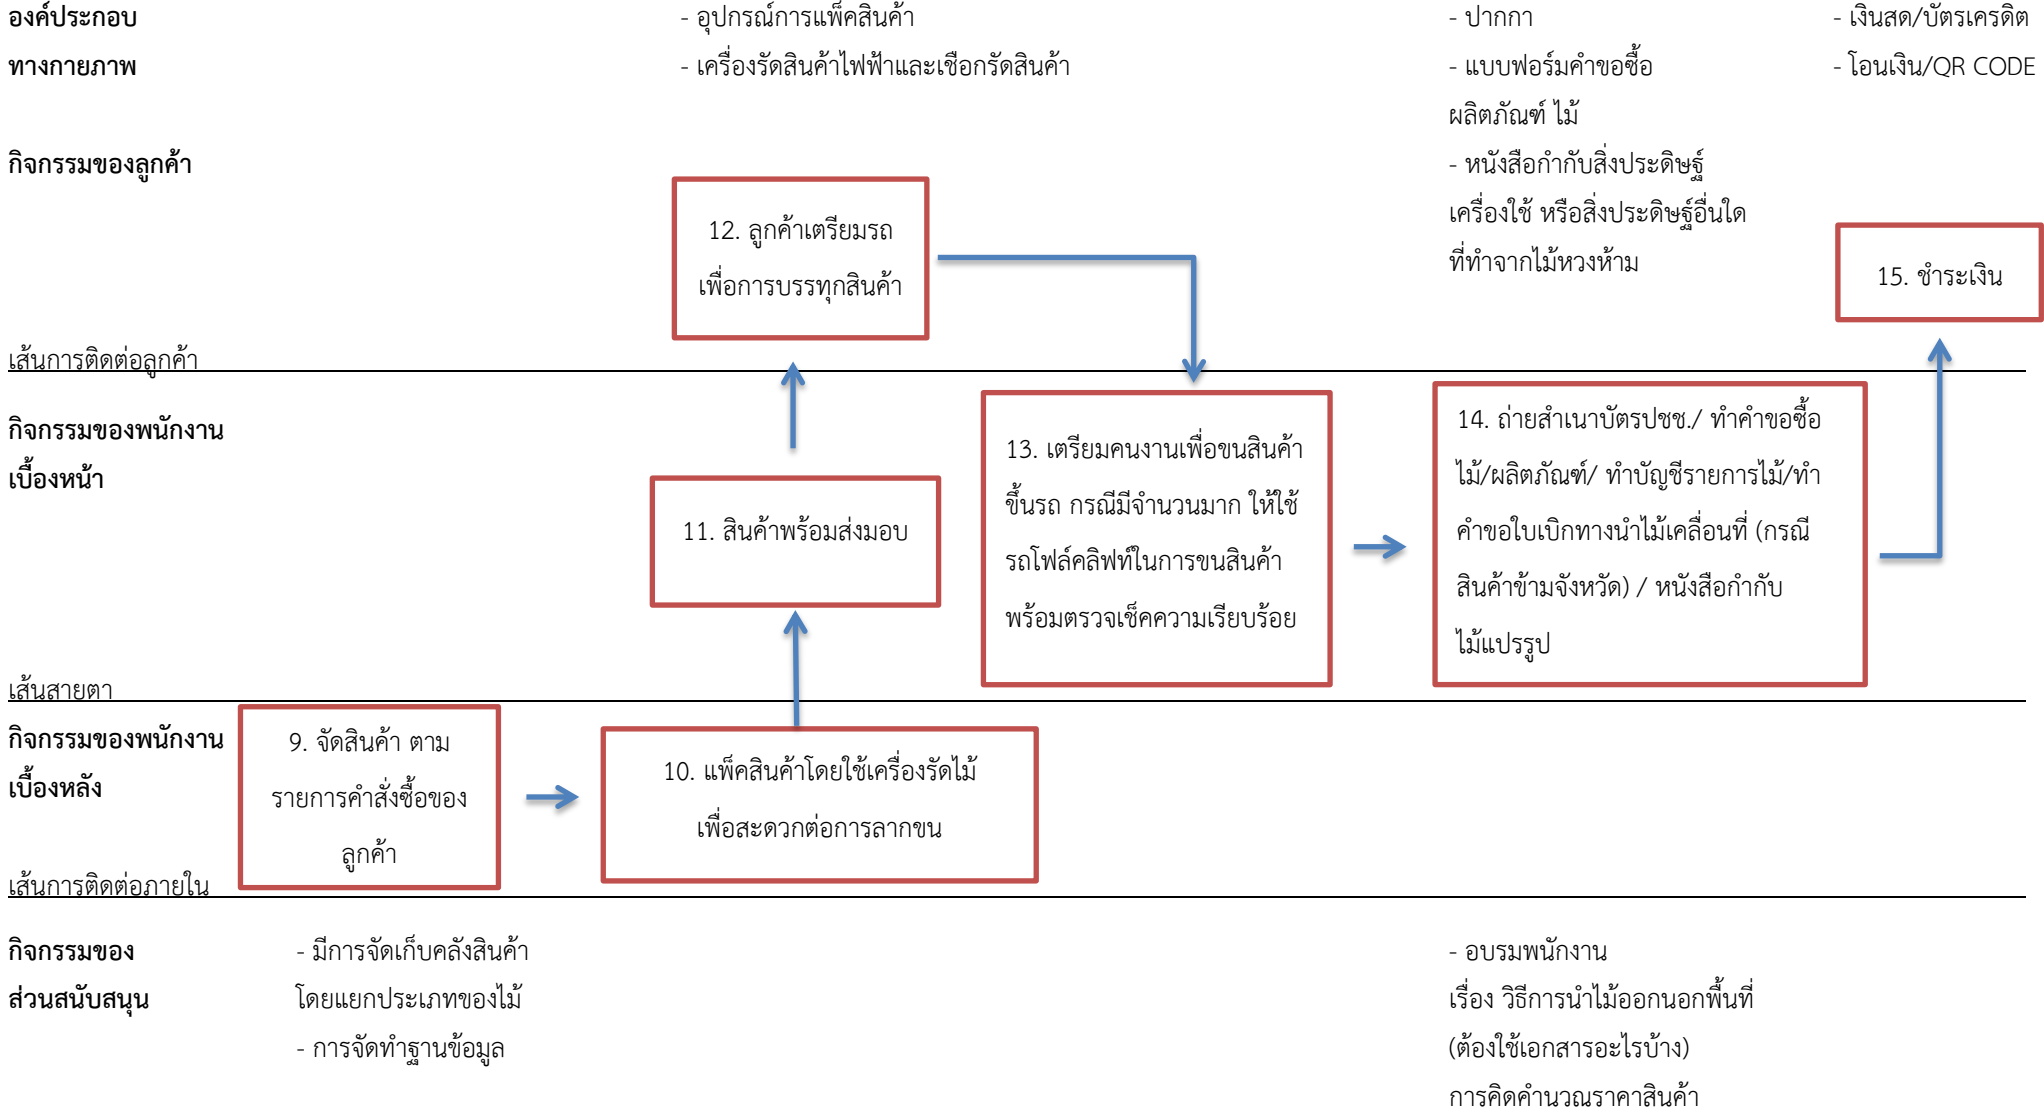 องค์ประกอบ
ทางกายภาพ
- อุปกรณ์การแพ็คสินค้า
- เครื่องรัดสินค้าไฟฟ้าและเชือกรัดสินค้า
- ปากกา
- แบบฟอร์มคำขอซื้อ
ผลิตภัณฑ์ ไม้
- หนังสือกำกับสิ่งประดิษฐ์
เครื่องใช้ หรือสิ่งประดิษฐ์อื่นใด
ที่ทำจากไม้หวงห้าม
- เงินสด/บัตรเครดิต
- โอนเงิน/QR CODE
กิจกรรมของลูกค้า
12. ลูกค้าเตรียมรถ
เพื่อการบรรทุกสินค้า
15. ชำระเงิน
เส้นการติดต่อลูกค้า
กิจกรรมของพนักงาน
เบื้องหน้า
11. สินค้าพร้อมส่งมอบ
13. เตรียมคนงานเพื่อขนสินค้า
ขึ้นรถ กรณีมีจำนวนมาก ให้ใช้
รถโฟล์คลิฟท์ในการขนสินค้า
พร้อมตรวจเช็คความเรียบร้อย
14. ถ่ายสำเนาบัตรปชช./ ทำคำขอซื้อ
ไม้/ผลิตภัณฑ์/ ทำบัญชีรายการไม้/ทำ
คำขอใบเบิกทางนำไม้เคลื่อนที่ (กรณี
สินค้าข้ามจังหวัด) / หนังสือกำกับ
ไม้แปรรูป
เส้นสายตา
กิจกรรมของพนักงาน
เบื้องหลัง
9. จัดสินค้า ตาม
รายการคำสั่งซื้อของ
ลูกค้า
10. แพ็คสินค้าโดยใช้เครื่องรัดไม้
เพื่อสะดวกต่อการลากขน
เส้นการติดต่อภายใน
กิจกรรมของ
ส่วนสนับสนุน
- มีการจัดเก็บคลังสินค้า
โดยแยกประเภทของไม้
- การจัดทำฐานข้อมูล
- อบรมพนักงาน
เรื่อง วิธีการนำไม้ออกนอกพื้นที่
(ต้องใช้เอกสารอะไรบ้าง)
การคิดคำนวณราคาสินค้า